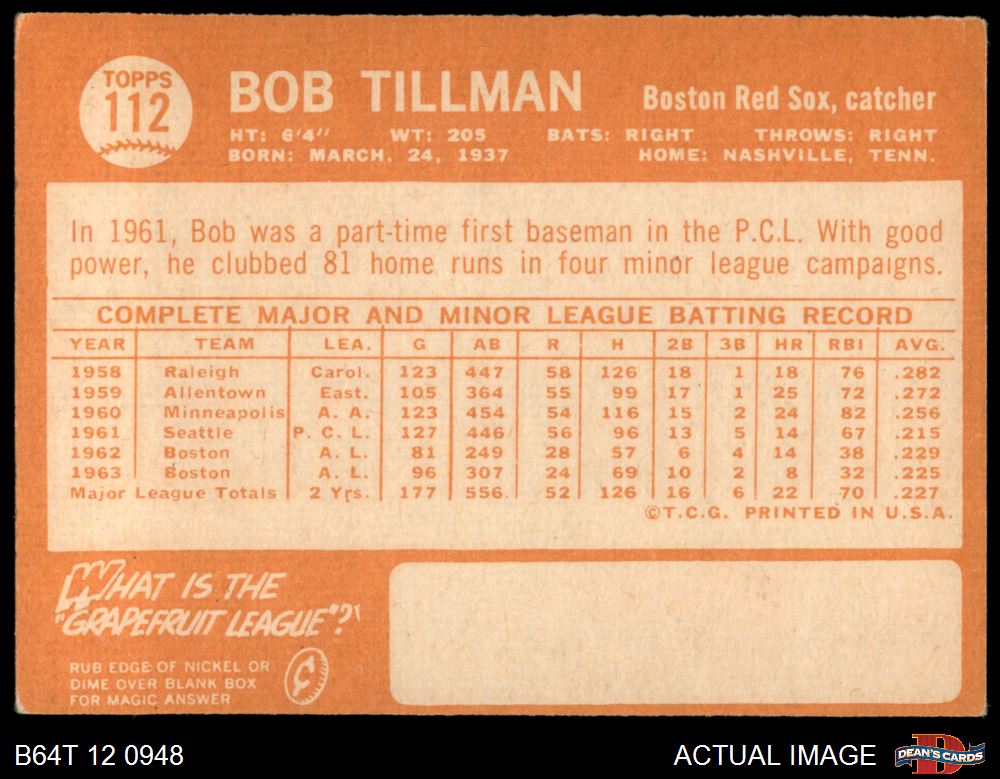 TOPPS
112
BOB TILLMAN Boston Red Sox, catcher
HT: 6'4" WT: 205 BATS: RIGHT THROWS: RIGHT
BORN: MARCH. 24, 1937 HOME: NASHVILLE, TENN.
In 1961, Bob was a part-time first baseman in the P.C.L. With good
power, he clubbed 81 home runs in four minor league campaigns.
COMPLETE MAJOR AND MINOR LEAGUE BATTING RECORD
YEAR TEAM LEA. G AB R H 2B 3B HR RBI AVG.
1958 Raleigh Carol. 123 447 58 126 18 1 18 76 .282
1959 Allentown East. 105 364 55 99 17 1 25 72 .272
1960 Minneapolis A. A. 123 454 54 116 15 2 24 82 .256
1961 Seattle P. C. L. 127 446 56 96 13 5 14 67 .215
1962 Boston A. L. 81 249 28 57 6 4 14 38 .229
1963 Boston A. L. 96 307 24 69 10 2 8 32 .225
Major League Totals 2 Yrs. 177 556 52 126 16 6 22 70 .227
©T.C.G. PRINTED IN U.S.A.
WHAT IS THE
"GRAPEFRUIT LEAGUE"?
RUB EDGE OF NICKEL OR
DIME OVER BLANK BOX
FOR MAGIC ANSWER
¢
B64T 12 0948 ACTUAL IMAGE
D
DEAN'S CARDS